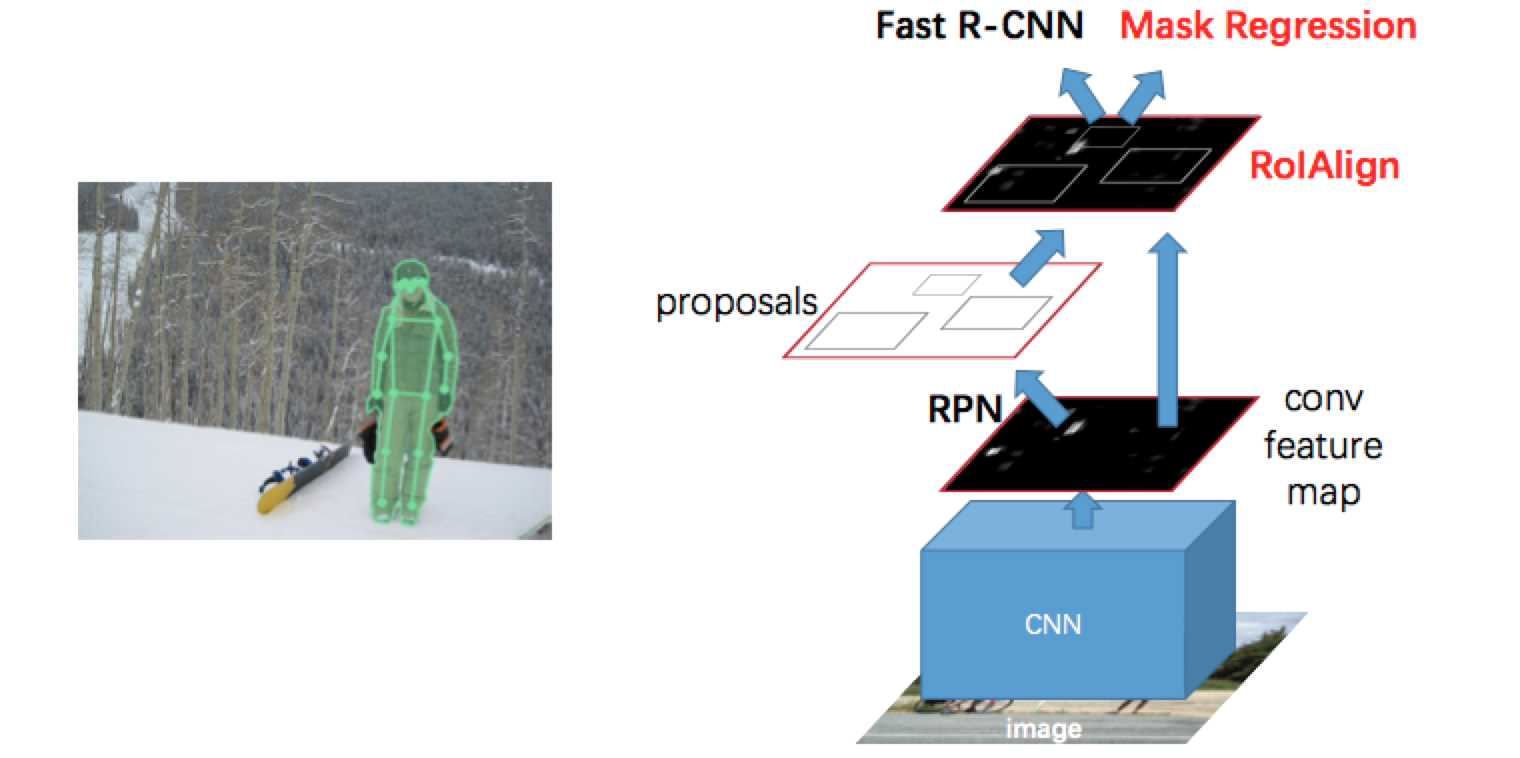 Fast R-CNN
Mask Regression
RoIAlign
proposals
RPN
conv
feature
map
CNN
image